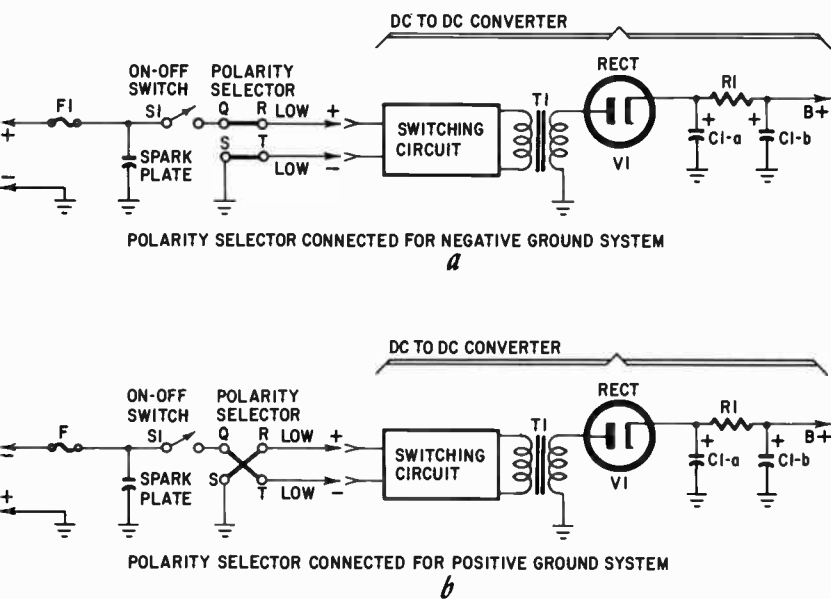 DC TO DC CONVERTER
RECT
ON-OFF SWITCH
POLARITY SELECTOR
F1
S1
Q
R
LOW
+
T1
R1
B+
+
SPARK PLATE
S
T
LOW
−
SWITCHING CIRCUIT
V1
+
C1-a
+
C1-b
−
POLARITY SELECTOR CONNECTED FOR NEGATIVE GROUND SYSTEM
a
DC TO DC CONVERTER
RECT
ON-OFF SWITCH
POLARITY SELECTOR
F
S1
Q
R
LOW
+
T1
R1
B+
−
SPARK PLATE
S
T
LOW
−
SWITCHING CIRCUIT
V1
+
C1-a
+
C1-b
+
POLARITY SELECTOR CONNECTED FOR POSITIVE GROUND SYSTEM
b